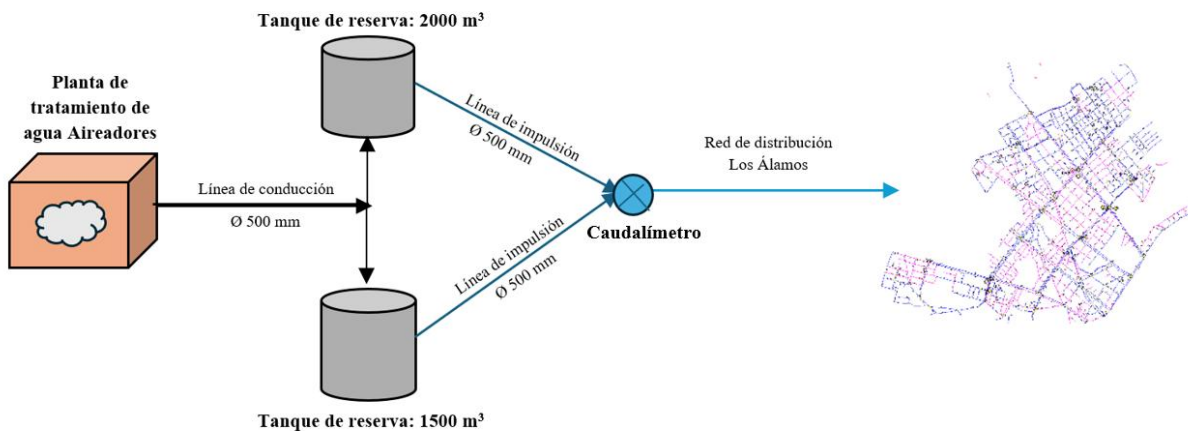 Tanque de reserva: 2000 m³
Planta de
tratamiento de
agua Aireadores
Línea de conducción
Ø 500 mm
Línea de impulsión
Ø 500 mm
Línea de impulsión
Ø 500 mm
Caudalímetro
Red de distribución
Los Álamos
Tanque de reserva: 1500 m³